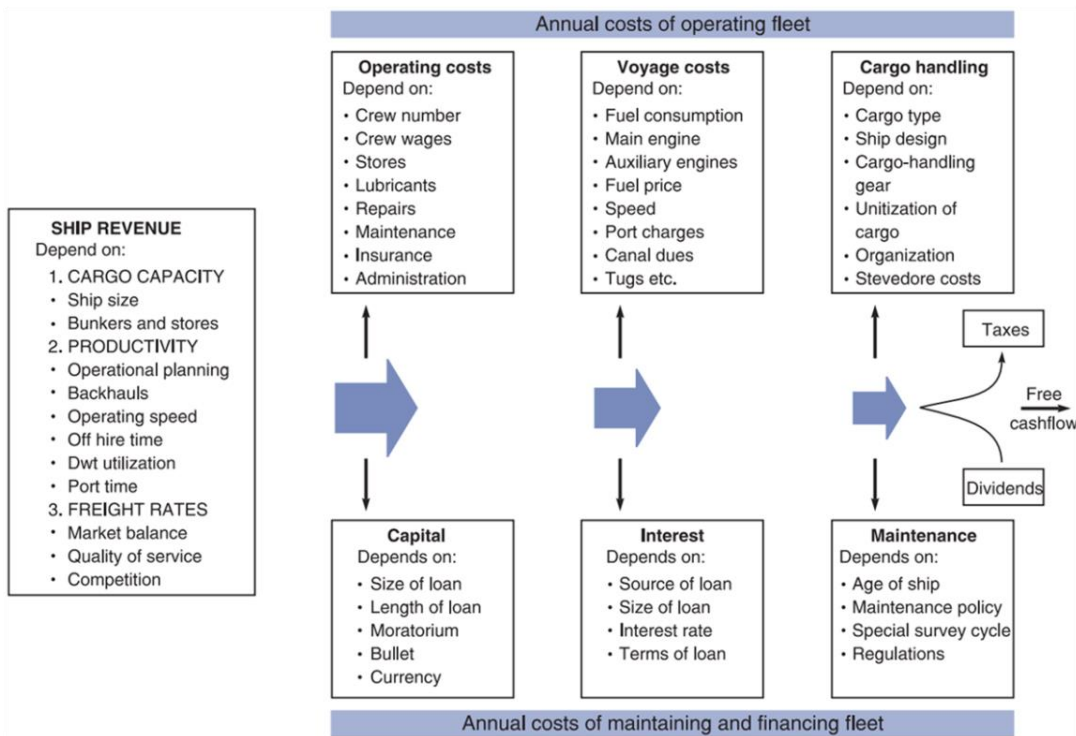 Annual costs of operating fleet
Operating costs
Depend on:
• Crew number
• Crew wages
• Stores
• Lubricants
• Repairs
• Maintenance
• Insurance
• Administration
Voyage costs
Depend on:
• Fuel consumption
• Main engine
• Auxiliary engines
• Fuel price
• Speed
• Port charges
• Canal dues
• Tugs etc.
Cargo handling
Depend on:
• Cargo type
• Ship design
• Cargo-handling
gear
• Unitization of
cargo
• Organization
• Stevedore costs
SHIP REVENUE
Depend on:
1. CARGO CAPACITY
• Ship size
• Bunkers and stores
2. PRODUCTIVITY
• Operational planning
• Backhauls
• Operating speed
• Off hire time
• Dwt utilization
• Port time
3. FREIGHT RATES
• Market balance
• Quality of service
• Competition
Taxes
Free
cashflow
Dividends
Capital
Depends on:
• Size of loan
• Length of loan
• Moratorium
• Bullet
• Currency
Interest
Depends on:
• Source of loan
• Size of loan
• Interest rate
• Terms of loan
Maintenance
Depends on:
• Age of ship
• Maintenance policy
• Special survey cycle
• Regulations
Annual costs of maintaining and financing fleet